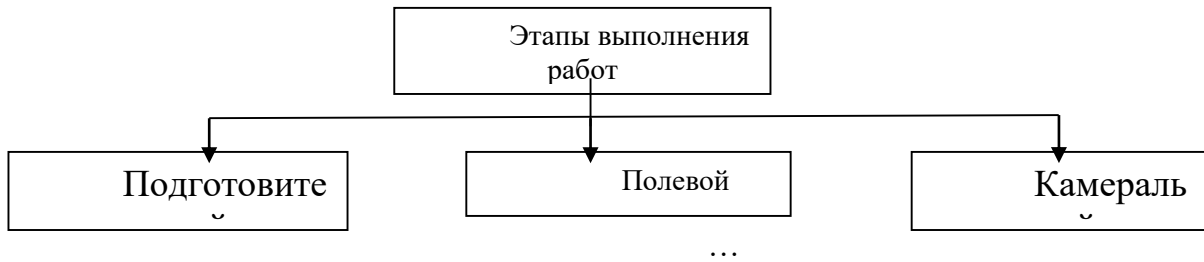 Этапы выполнения
работ
Подготовите
й
Полевой
Камераль
й
…